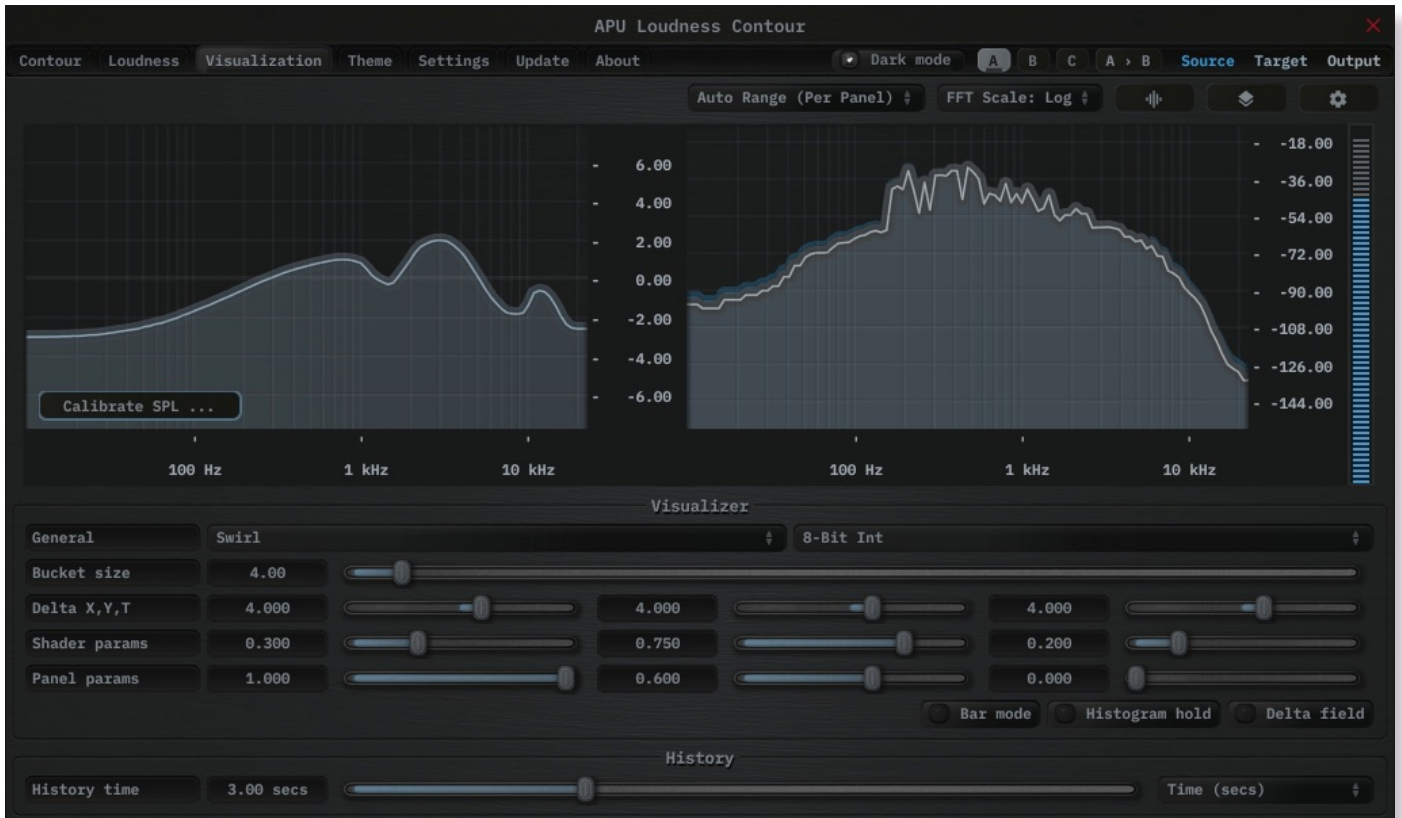 APU Loudness Contour
Contour Loudness Visualization Theme Settings Update About Dark mode A B C A › B Source Target Output
Auto Range (Per Panel) FFT Scale: Log
6.00
4.00
2.00
0.00
-2.00
-4.00
-6.00
Calibrate SPL ...
100 Hz 1 kHz 10 kHz
-18.00
-36.00
-54.00
-72.00
-90.00
-108.00
-126.00
-144.00
100 Hz 1 kHz 10 kHz
Visualizer
General Swirl 8-Bit Int
Bucket size 4.00
Delta X,Y,T 4.000 4.000 4.000
Shader params 0.300 0.750 0.200
Panel params 1.000 0.600 0.000
Bar mode Histogram hold Delta field
History
History time 3.00 secs Time (secs)